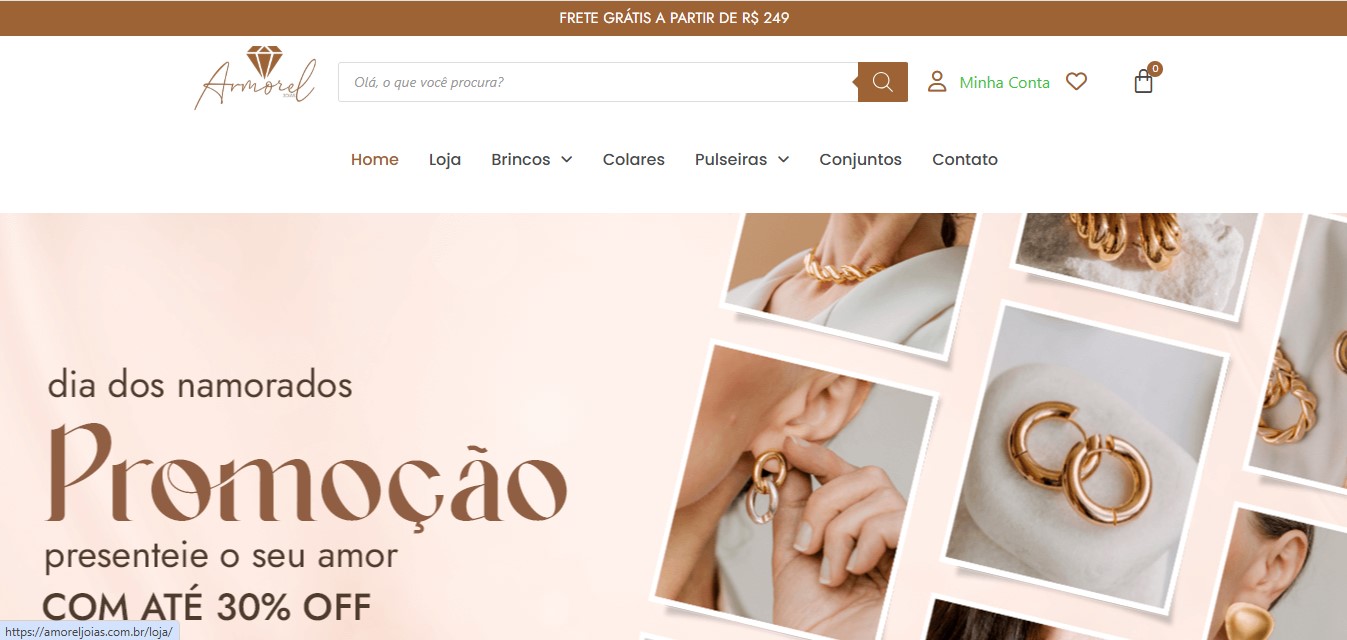 FRETE GRÁTIS A PARTIR DE R$ 249
Armorel
Olá, o que você procura?
Minha Conta
0
Home Loja Brincos Colares Pulseiras Conjuntos Contato
dia dos namorados
Promoção
presenteie o seu amor
COM ATÉ 30% OFF
https://amoreljoias.com.br/loja/